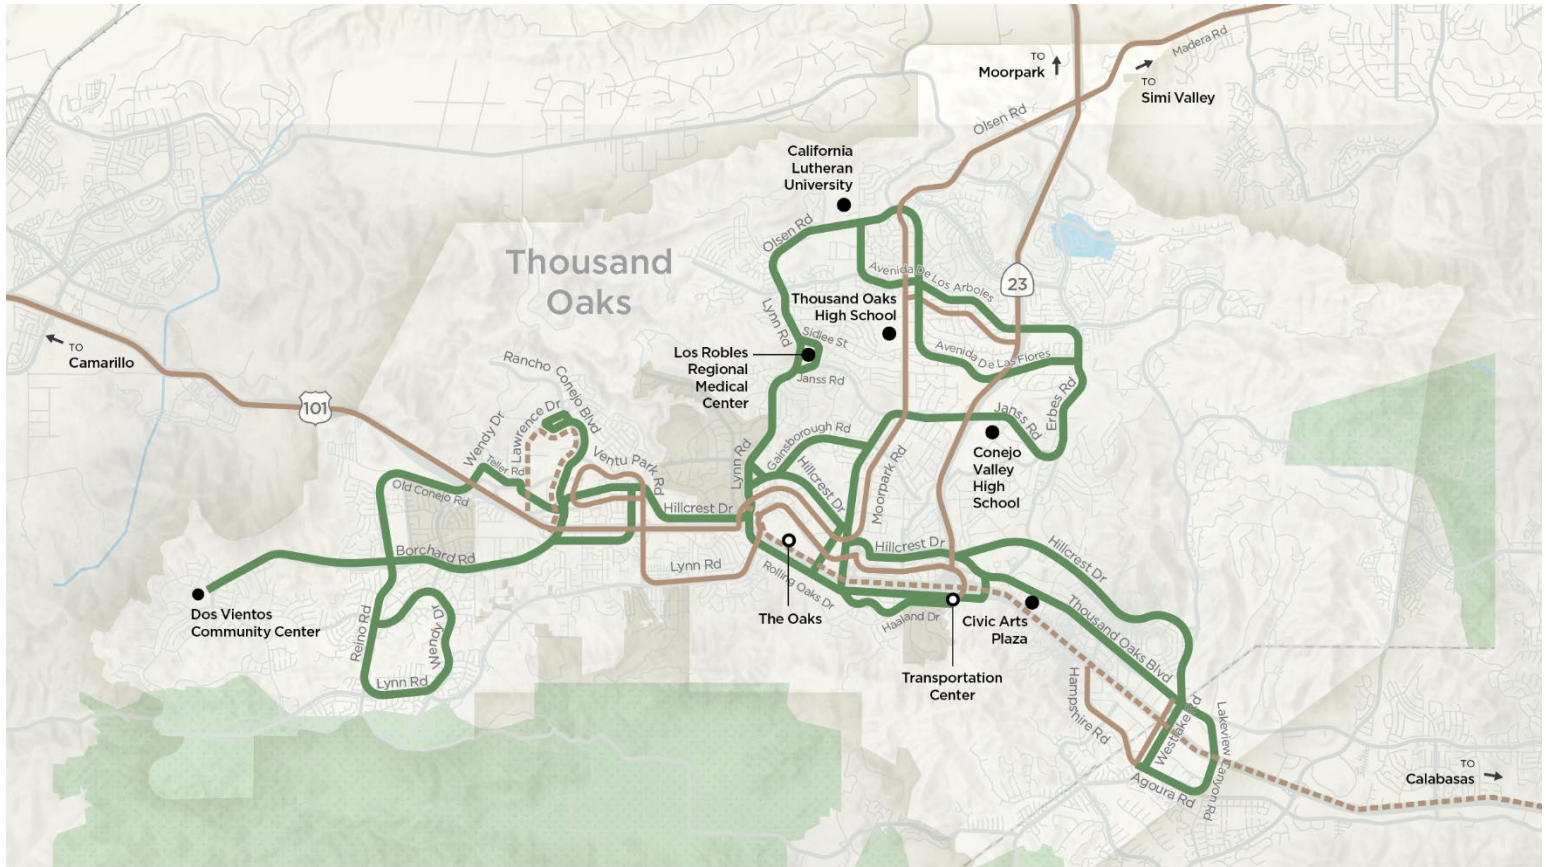 TO
Moorpark
Madera Rd
TO
Simi Valley
Olsen Rd
California
Lutheran
University
Olsen Rd
Thousand
Oaks
Avenida De Los Arboles
23
Thousand Oaks
High School
Lynn Rd
Sidlee St
TO
Camarillo
Los Robles
Regional
Medical
Center
Avenida De Las Flores
Janss Rd
Rancho
Conejo Blvd
Erbes Rd
101
Wendy Dr
Lawrence Dr
Janss Rd
Gainsborough Rd
Conejo
Valley
High
School
Ventu Park
Rd
Teller Rd
Lynn Rd
Hillcrest Dr
Moorpark Rd
Old Conejo Rd
Hillcrest Dr
Borchard Rd
Lynn Rd
Hillcrest Dr
Hillcrest Dr
Rolling Oaks Dr
Dos Vientos
Community Center
The Oaks
Haaland Dr
Civic Arts
Plaza
Thousand Oaks Blvd
Reino Rd
Wendy Dr
Lynn Rd
Transportation
Center
Hampshire Rd
Westlake Rd
Lakeview Canyon Rd
Agoura Rd
TO
Calabasas